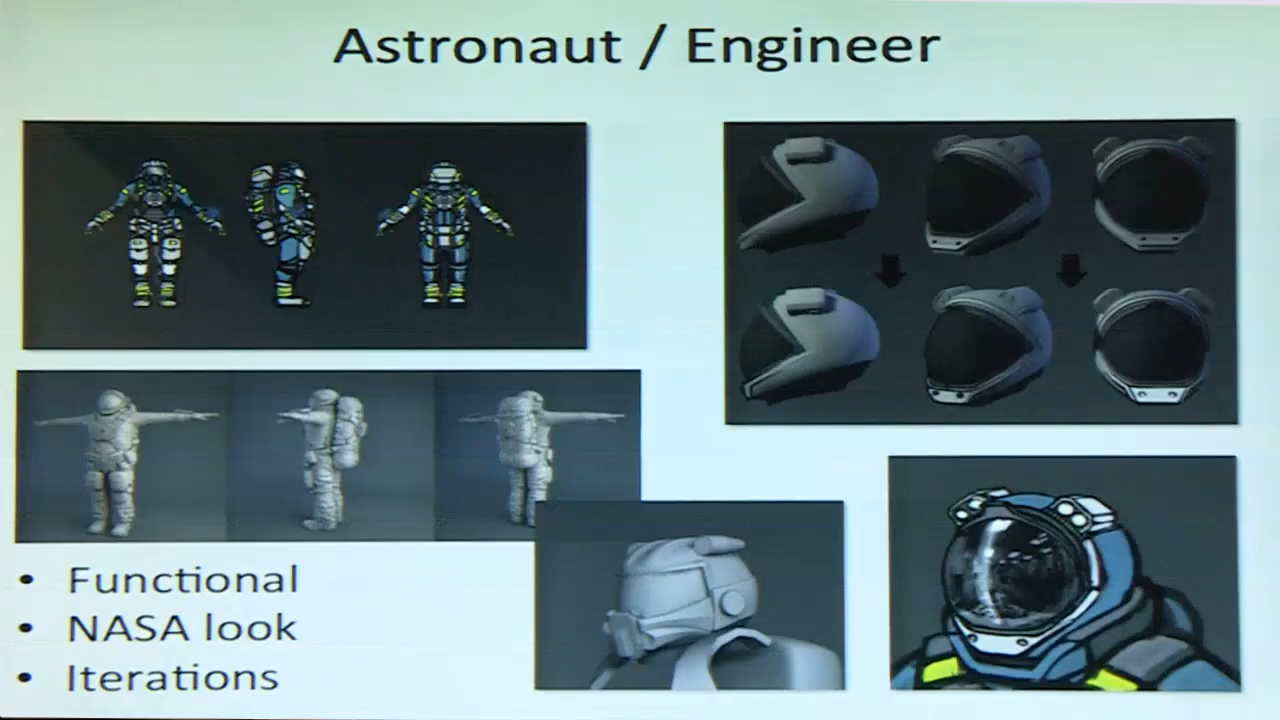 Astronaut / Engineer
• Functional
• NASA look
• Iterations